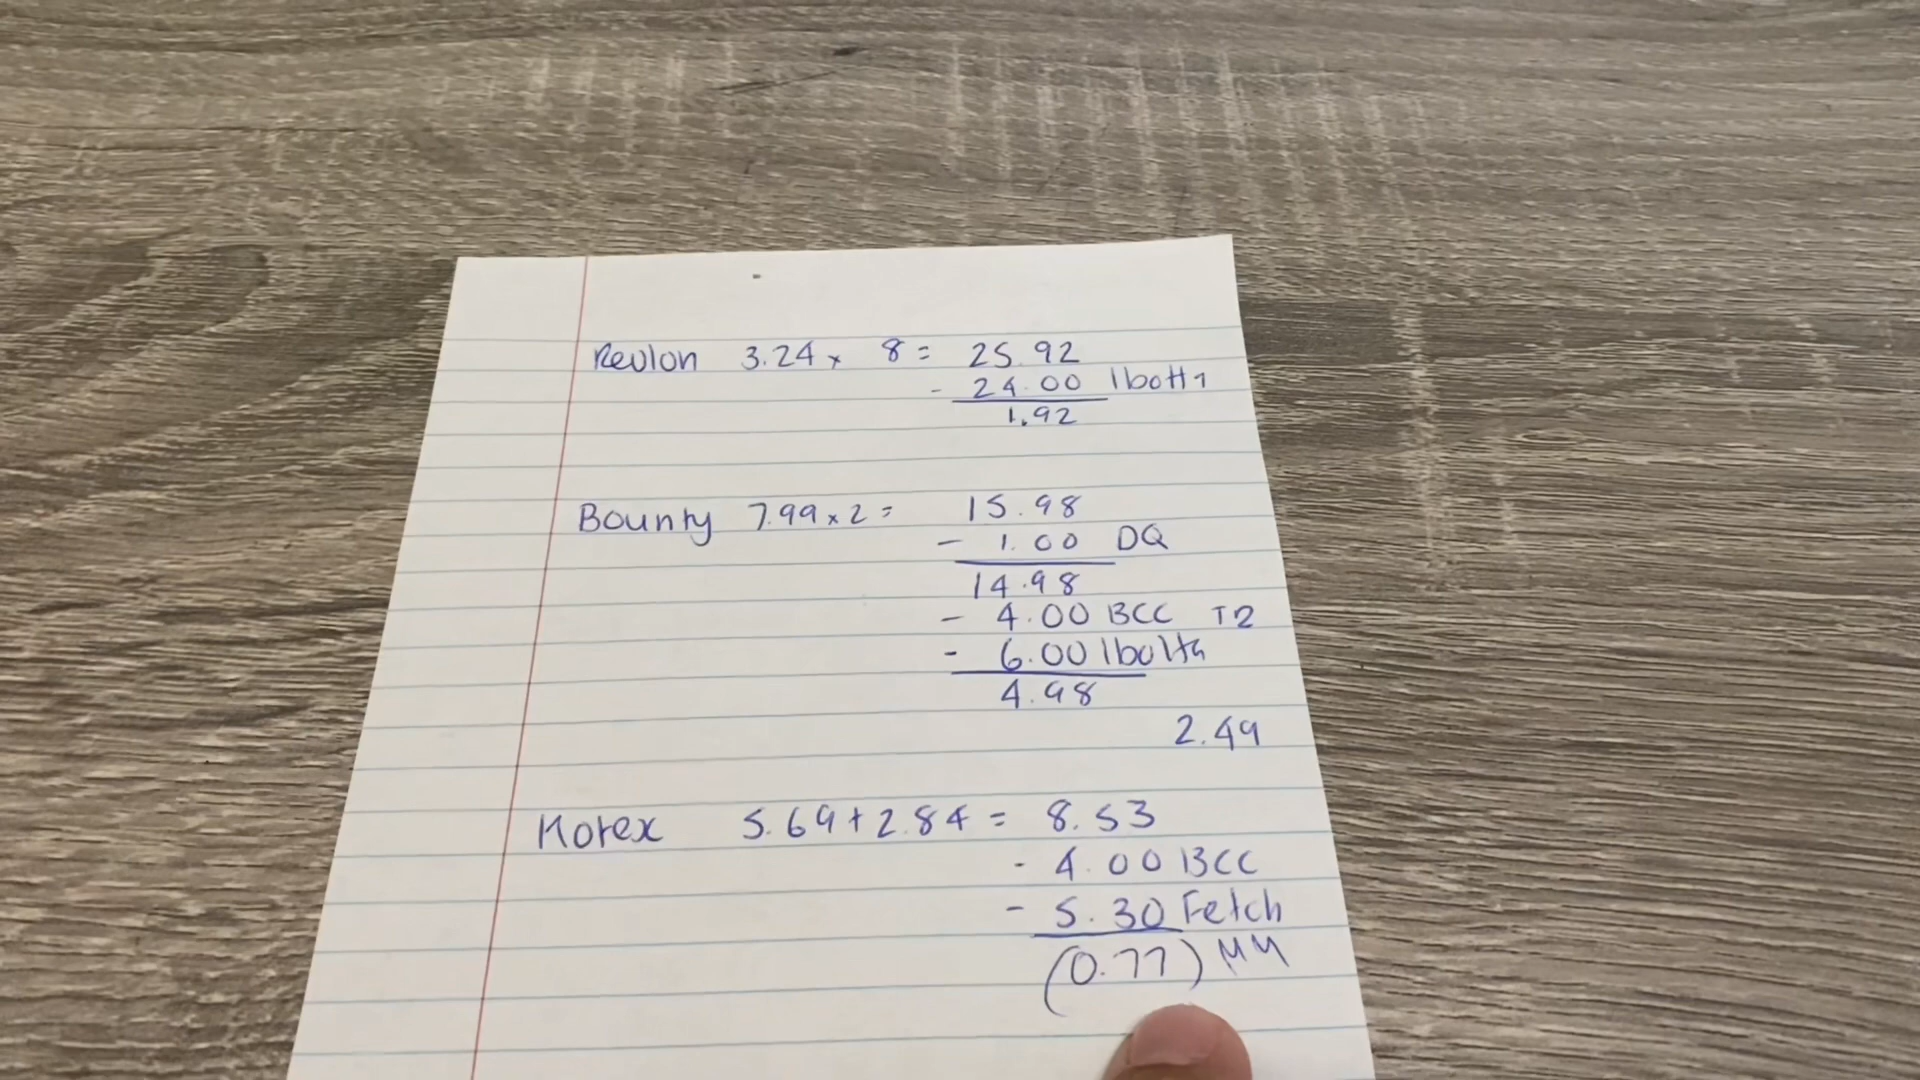 Revlon 3.24 x 8 = 25.92
- 24.00 Ibotta
1.92
Bounty 7.99 x 2 = 15.98
- 1.00 DQ
14.98
- 4.00 BCC T2
- 6.00 Ibotta
4.98
2.49
Kotex 5.69 + 2.84 = 8.53
- 4.00 BCC
- 5.30 Fetch
(0.77) MM